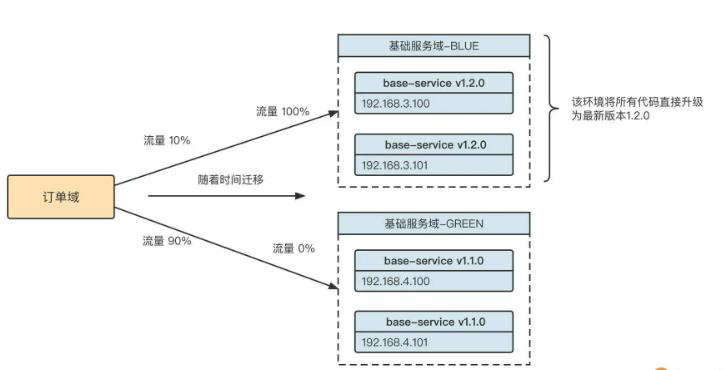 基础服务域-BLUE
base-service v1.2.0
192.168.3.100
base-service v1.2.0
192.168.3.101
该环境将所有代码直接升级
为最新版本1.2.0
流量 100%
流量 10%
随着时间迁移
订单域
流量 90%
流量 0%
基础服务域-GREEN
base-service v1.1.0
192.168.4.100
base-service v1.1.0
192.168.4.101